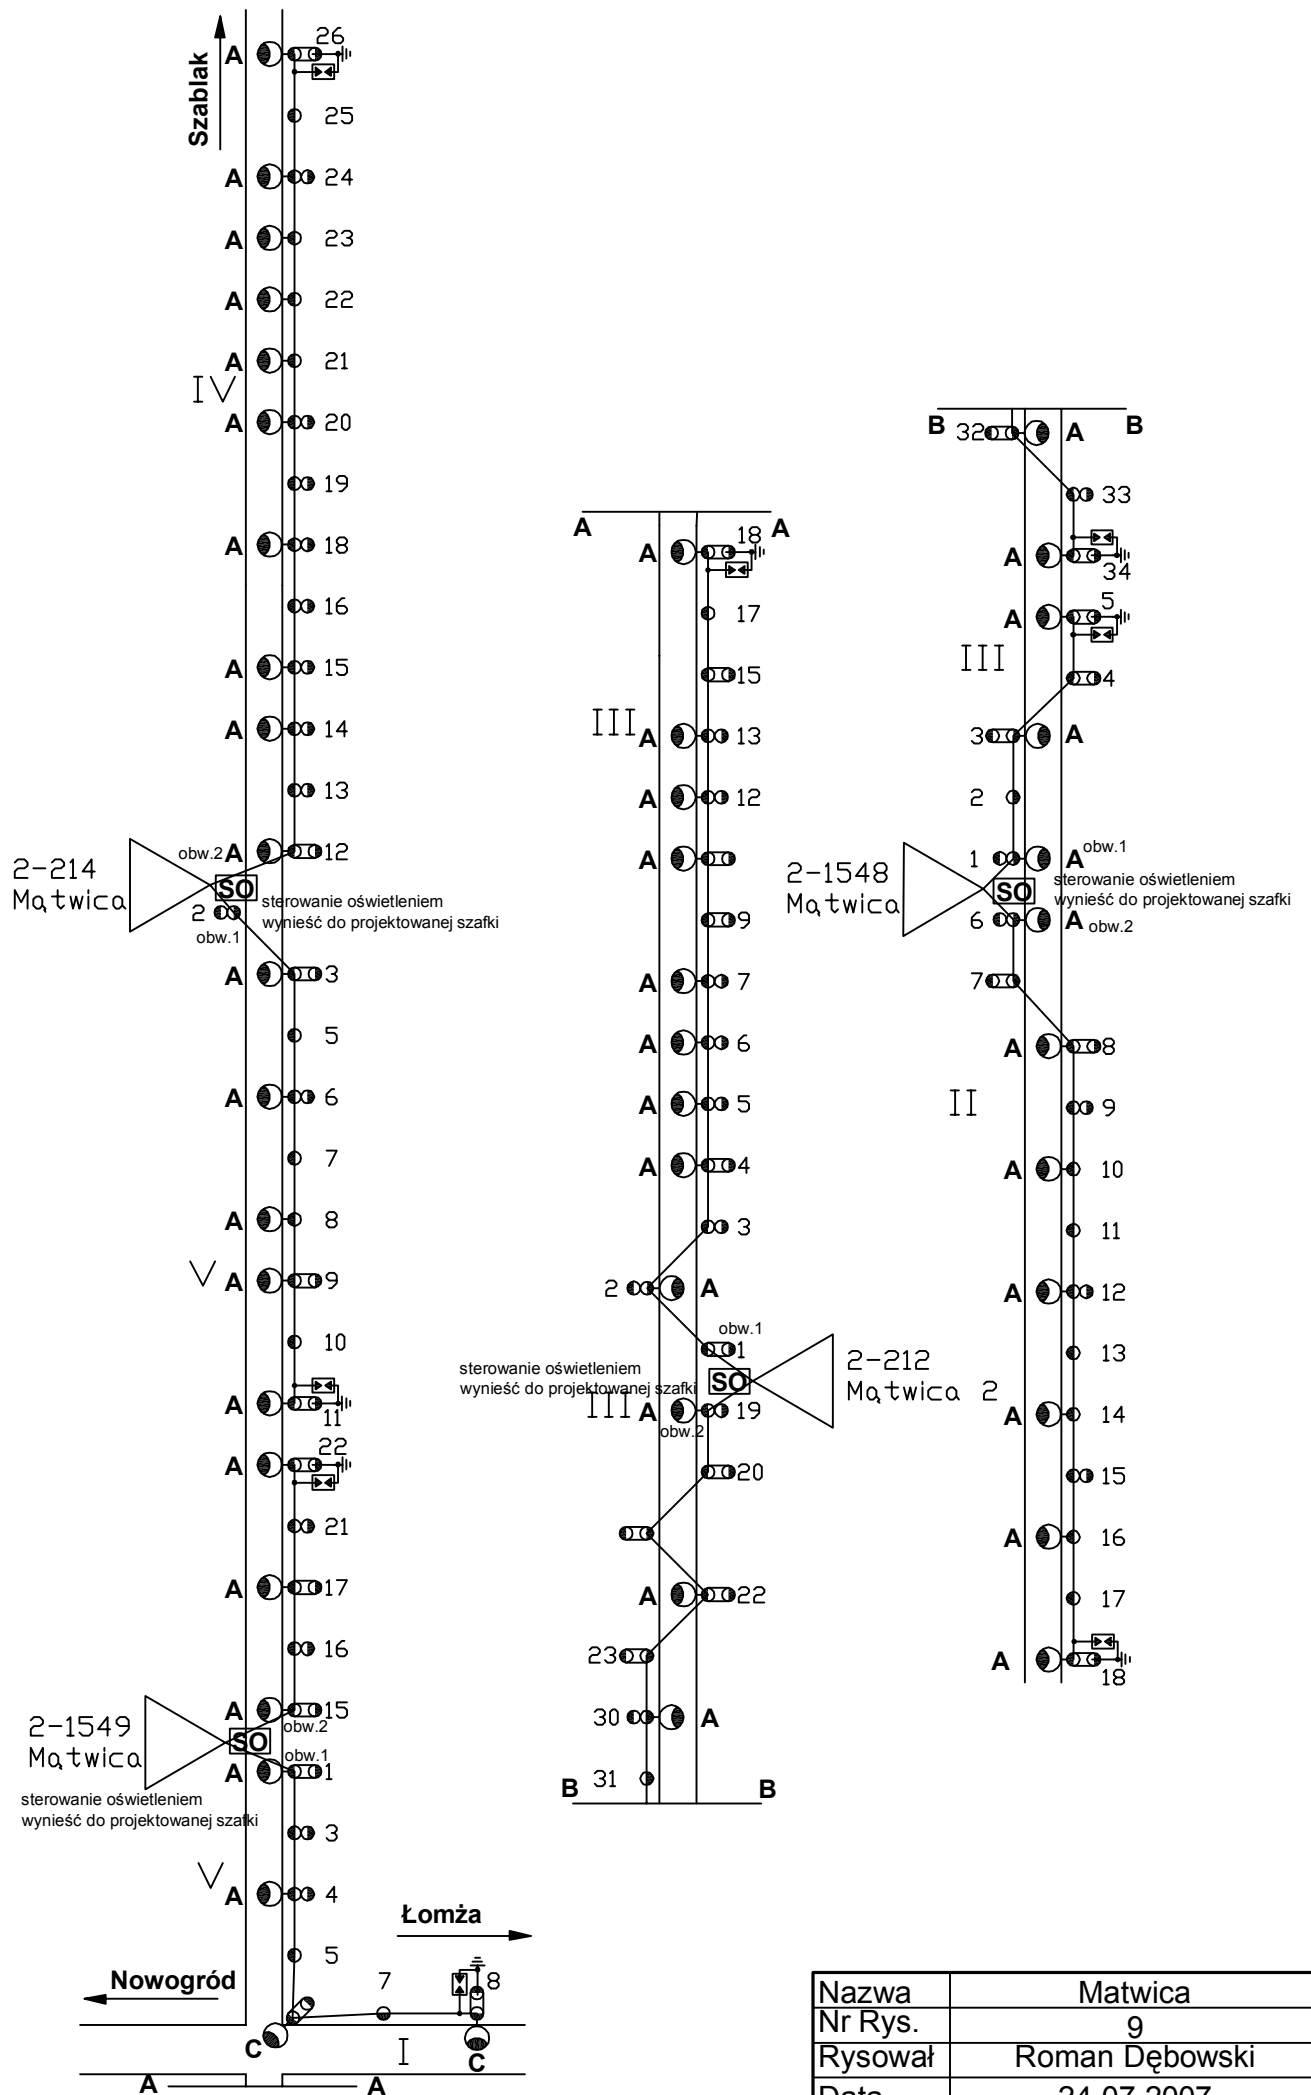 Szablak
A 26
25
A 24
A 23
A 22
A 21
IV
A 20
19
A 18
16
A 15
A 14
13
obw.2 A 12
2-214
Mątwica
SO
2
obw.1
sterowanie oświetleniem
wynieść do projektowanej szafki
A 3
5
A 6
7
A 8
V
A 9
10
A 11
A 22
21
A 17
16
A 15
obw.2
2-1549
Mątwica
SO
obw.1
A 1
sterowanie oświetleniem
wynieść do projektowanej szafki
3
V
A 4
5
Łomża
Nowogród
7
8
C
I
C
A A
A A
A 18
17
15
III
A 13
A 12
A
9
A 7
A 6
A 5
A 4
3
2 A
obw.1
1
sterowanie oświetleniem
wynieść do projektowanej szafki
SO
2-212
Mątwica 2
III
A 19
obw.2
20
A 22
23
30 A
31
B B
B B
32 A
33
A 34
A 5
III
4
3 A
2
1 A obw.1
2-1548
Mątwica
SO
sterowanie oświetleniem
wynieść do projektowanej szafki
6 A obw.2
7
A 8
II
9
A 10
11
A 12
13
A 14
15
A 16
17
A 18
Nazwa Matwica
Nr Rys. 9
Rysował Roman Dębowski
Data 24.07.2007